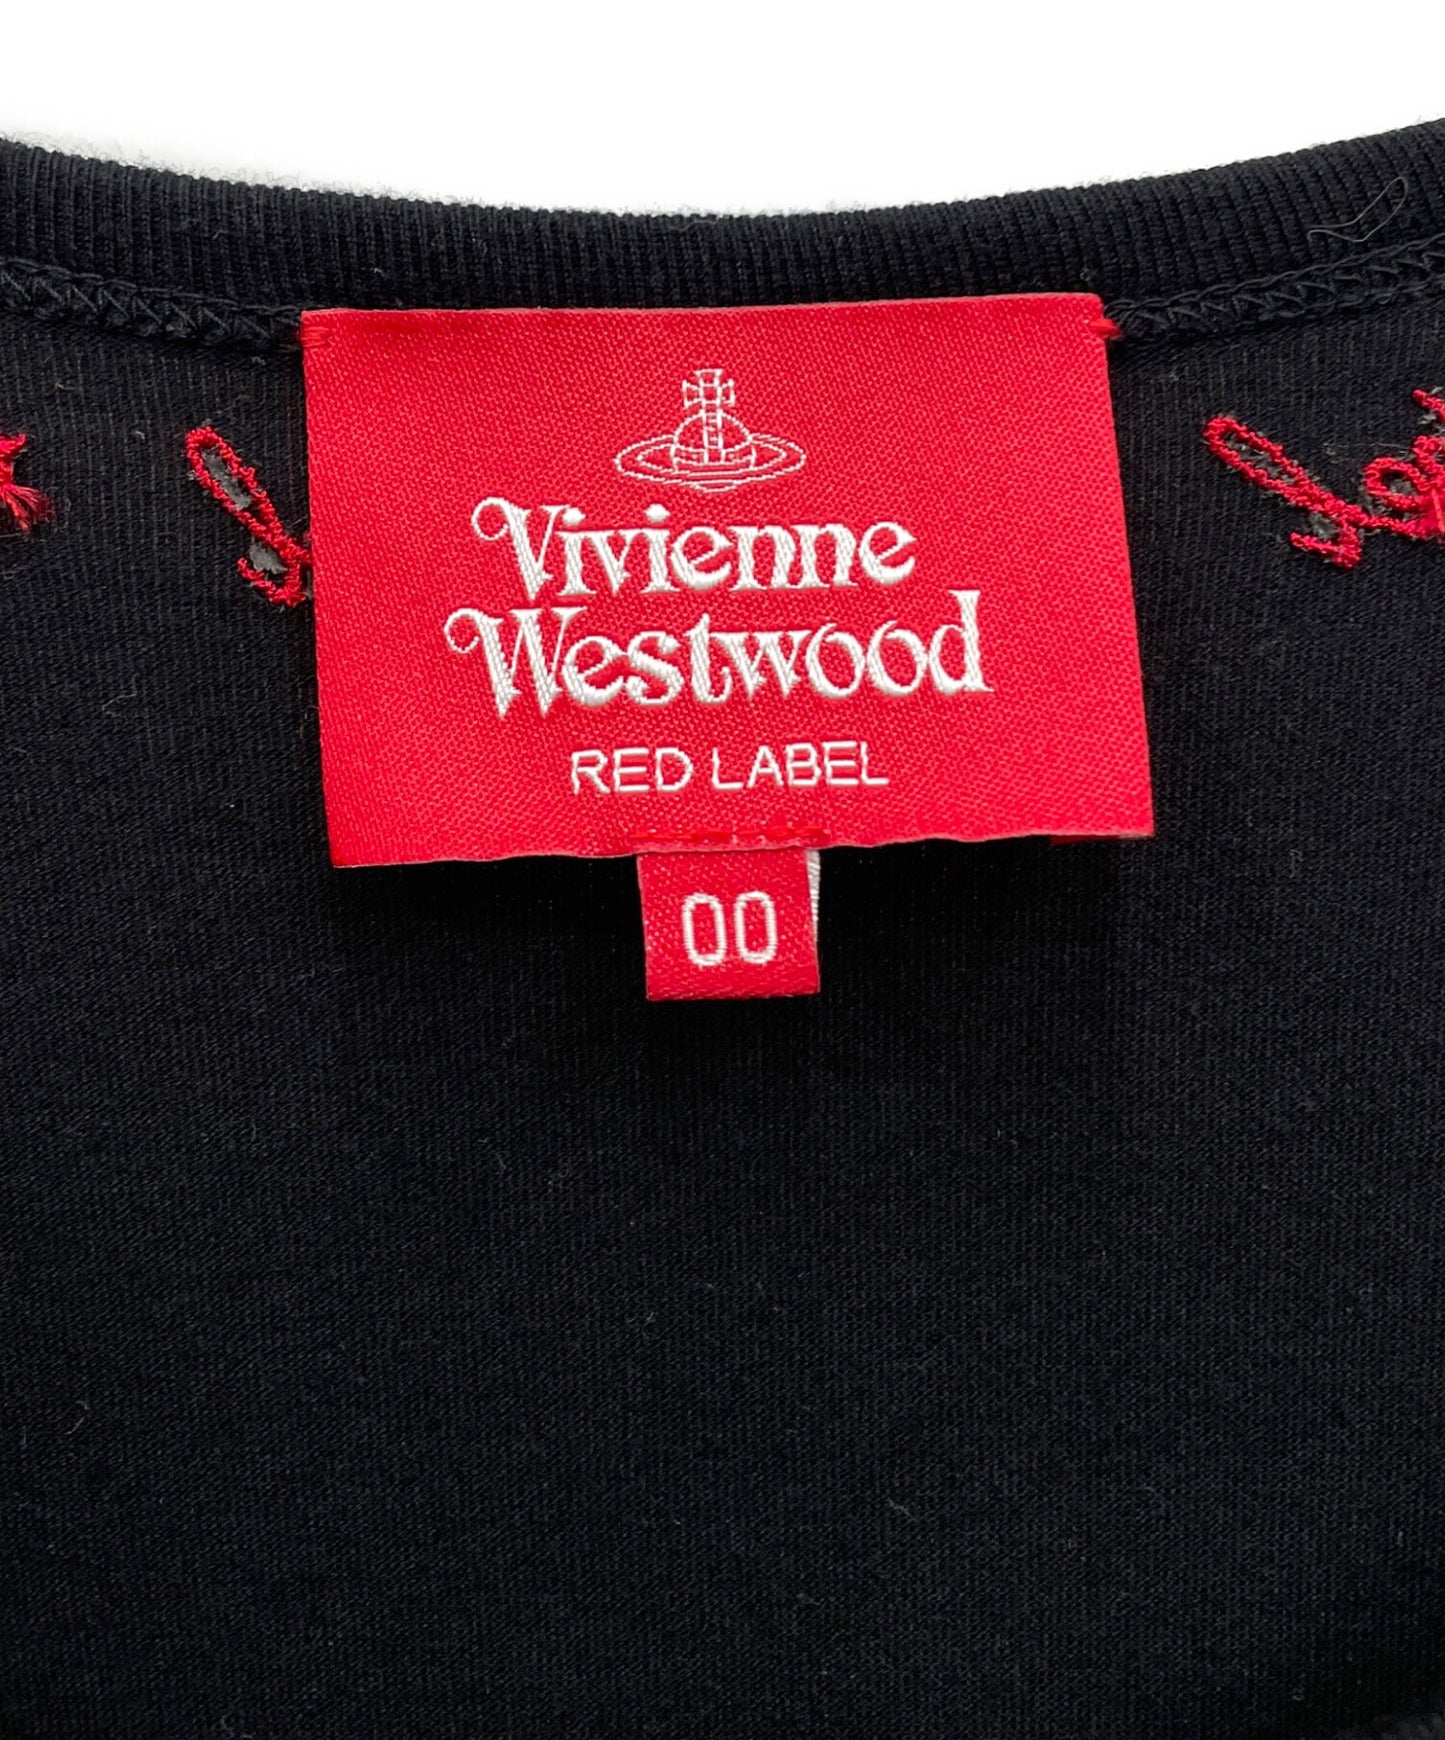 Vivienne
Westwood
RED LABEL
00